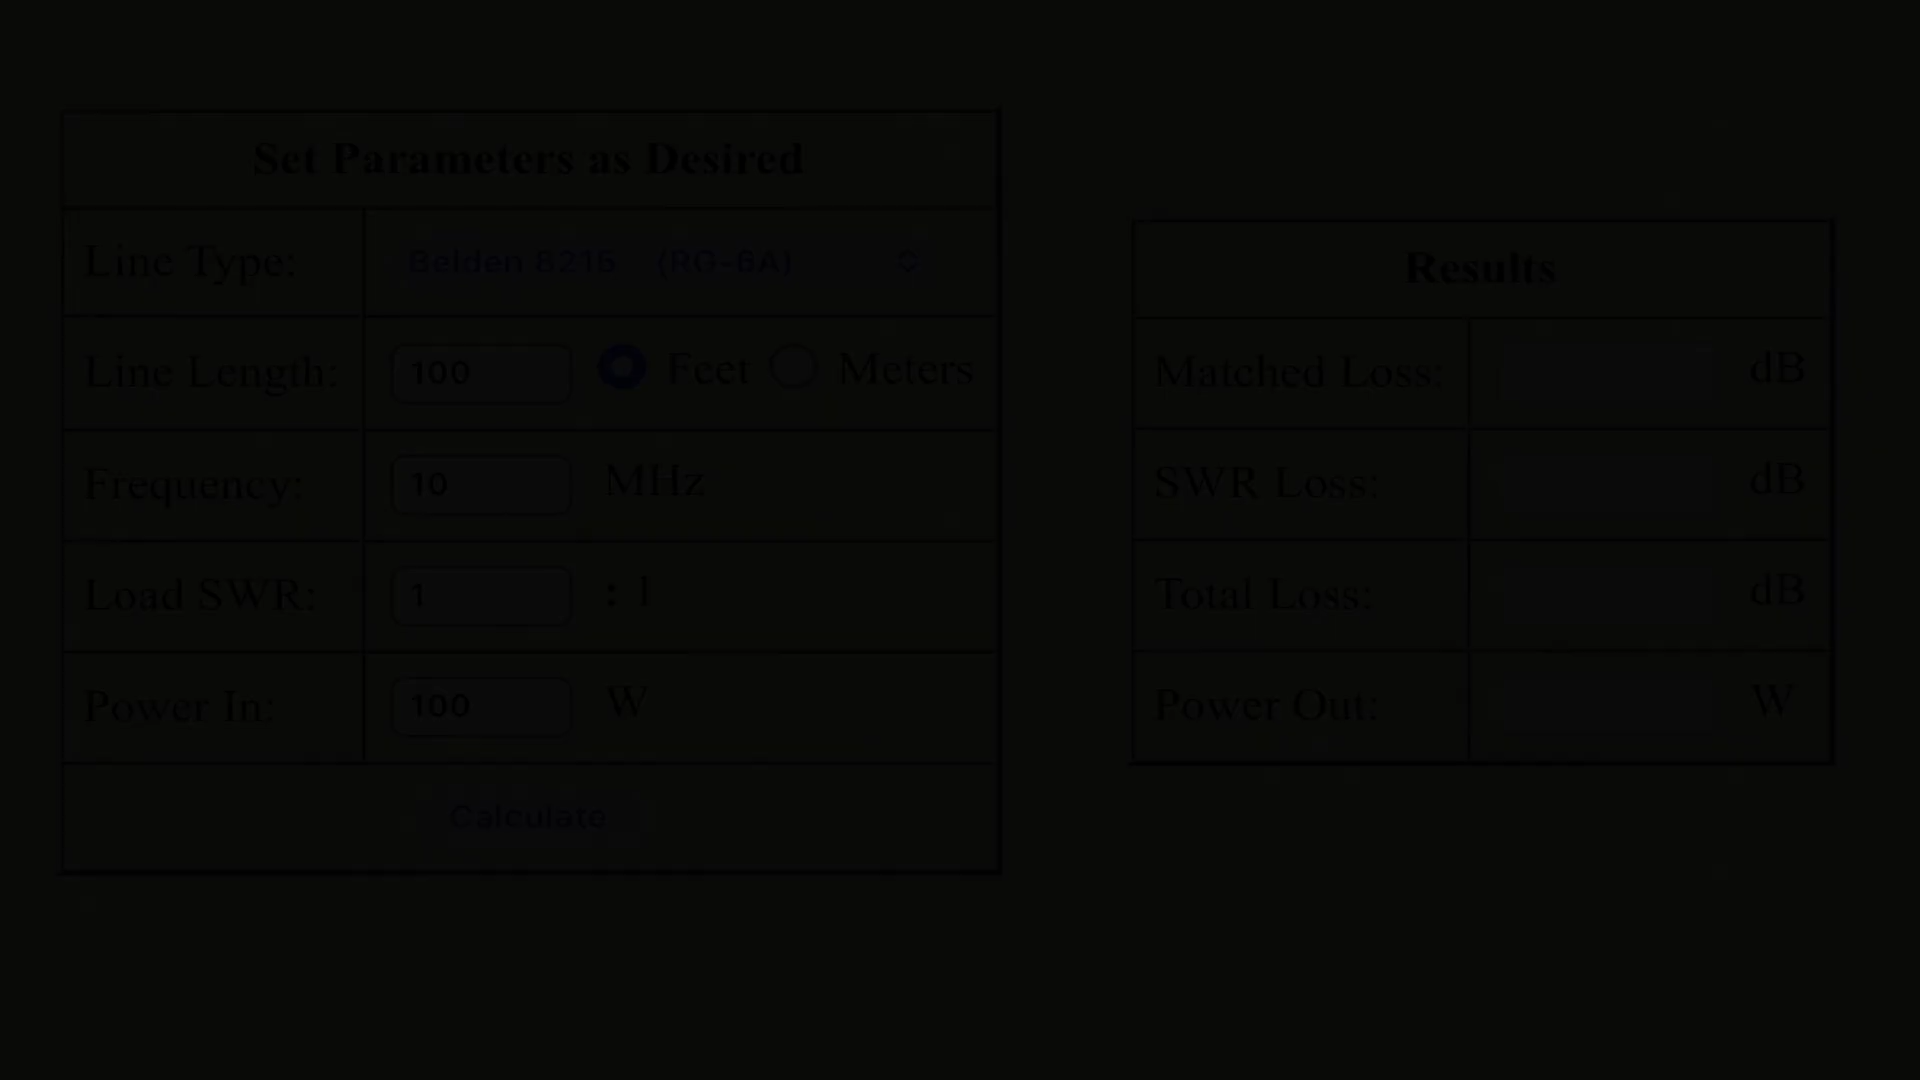 Set Parameters as Desired
Line Type: Belden 8215 (RG-6A)
Line Length: 100 Feet Meters
Frequency: 10 MHz
Load SWR: 1 : 1
Power In: 100 W
Calculate
Results
Matched Loss: dB
SWR Loss: dB
Total Loss: dB
Power Out: W